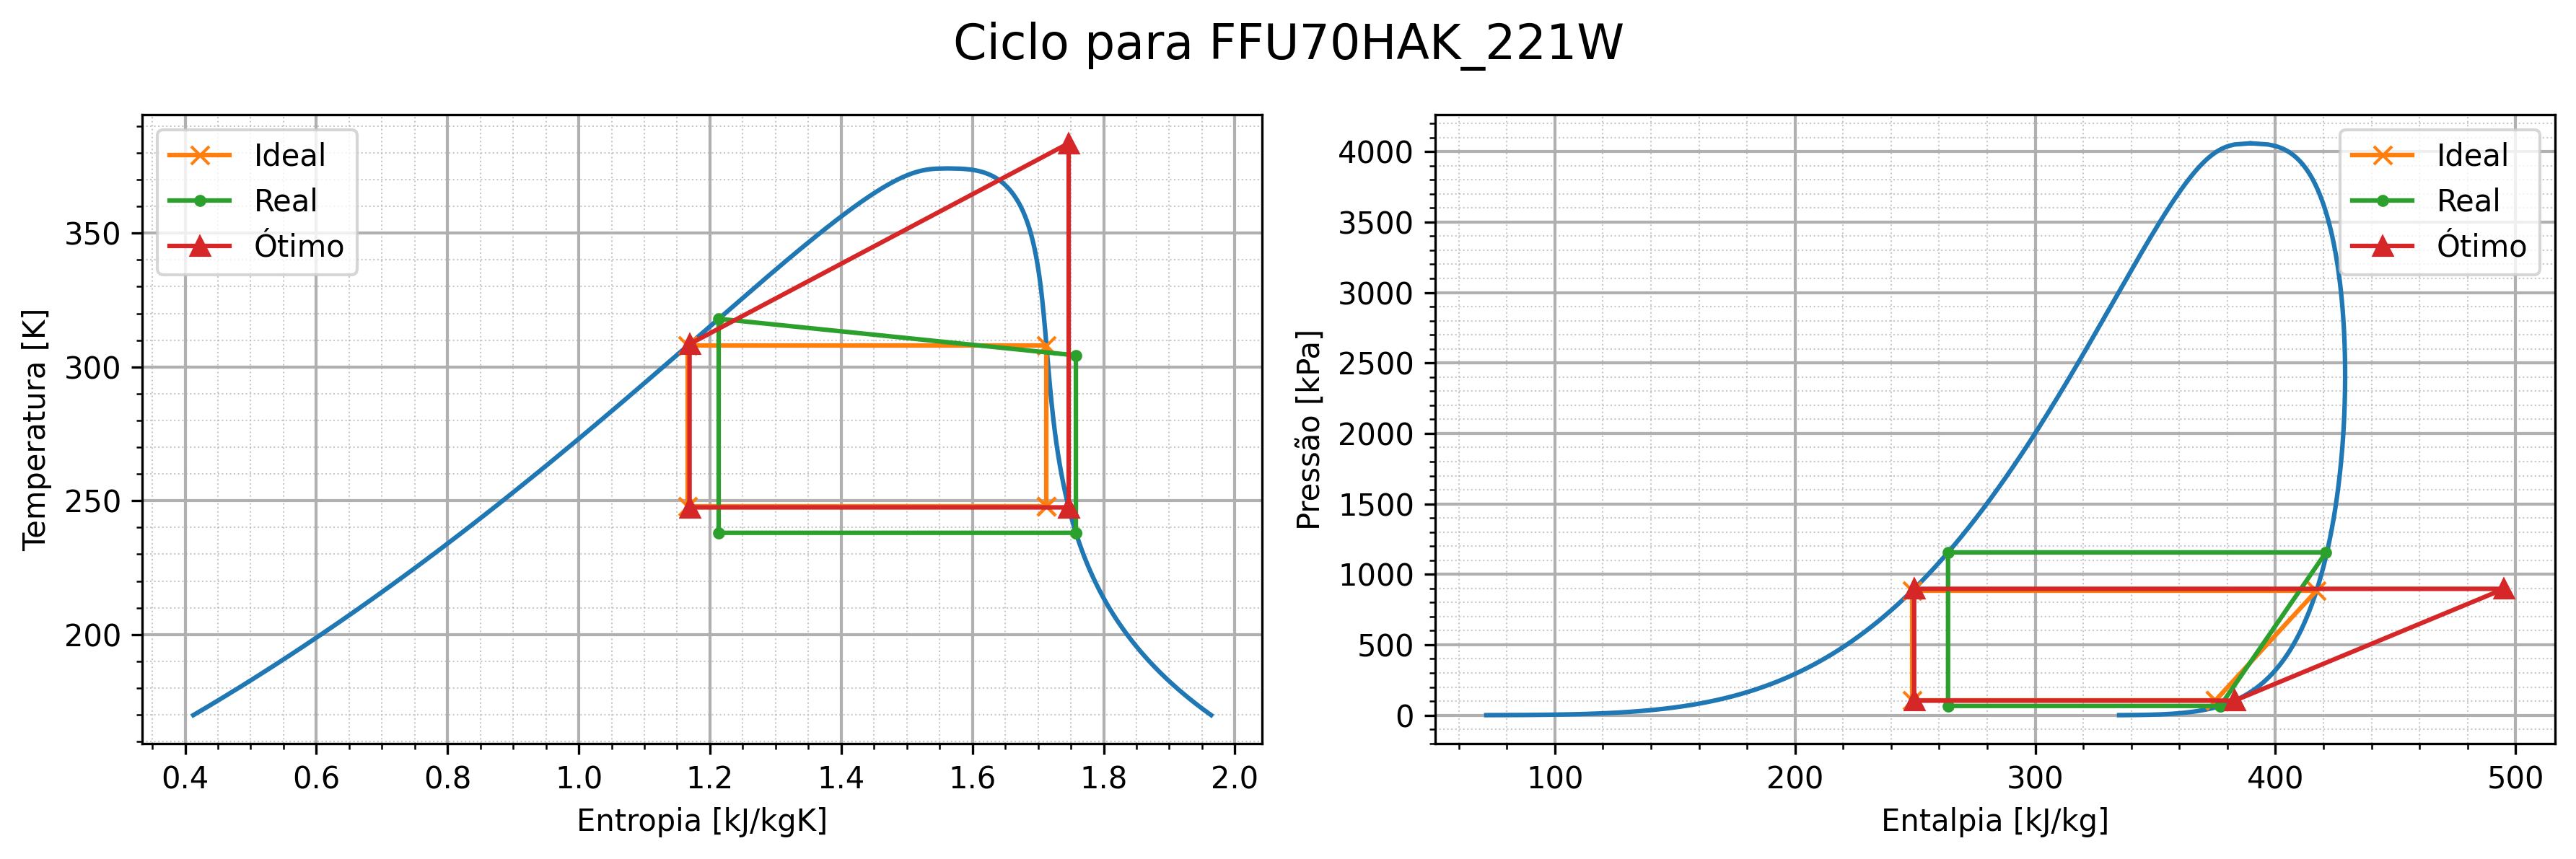 Ciclo para FFU70HAK_221W
Ideal
Real
Ótimo
350
300
250
200
Temperatura [K]
0.4 0.6 0.8 1.0 1.2 1.4 1.6 1.8 2.0
Entropia [kJ/kgK]
Ideal
Real
Ótimo
4000
3500
3000
2500
2000
1500
1000
500
0
Pressão [kPa]
100 200 300 400 500
Entalpia [kJ/kg]